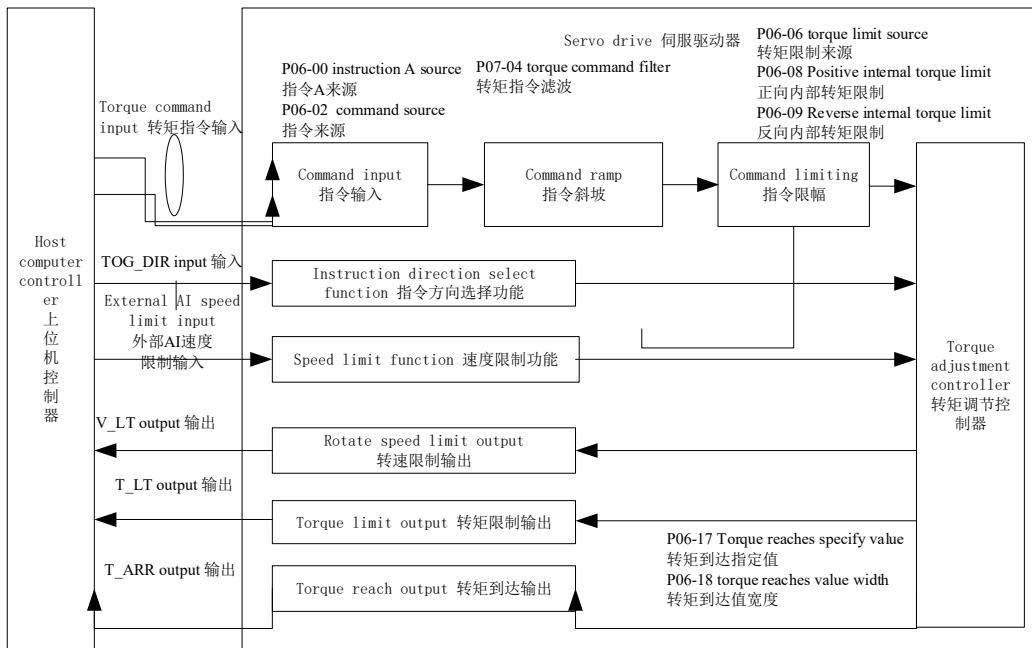 Servo drive 伺服驱动器
P06-00 instruction A source
指令A来源
P06-02 command source
指令来源
P07-04 torque command filter
转矩指令滤波
P06-06 torque limit source
转矩限制来源
P06-08 Positive internal torque limit
正向内部转矩限制
P06-09 Reverse internal torque limit
反向内部转矩限制
Torque command
input 转矩指令输入
Command input
指令输入
Command ramp
指令斜坡
Command limiting
指令限幅
Host
computer
controll
er上
位
机
控
制
器
TOG_DIR input 输入
Instruction direction select
function 指令方向选择功能
External AI speed
limit input
外部AI速度
限制输入
Speed limit function 速度限制功能
Torque
adjustment
controller
转矩调节控
制器
V_LT output 输出
Rotate speed limit output
转速限制输出
T_LT output 输出
Torque limit output 转矩限制输出
P06-17 Torque reaches specify value
转矩到达指定值
P06-18 torque reaches value width
转矩到达值宽度
T_ARR output 输出
Torque reach output 转矩到达输出